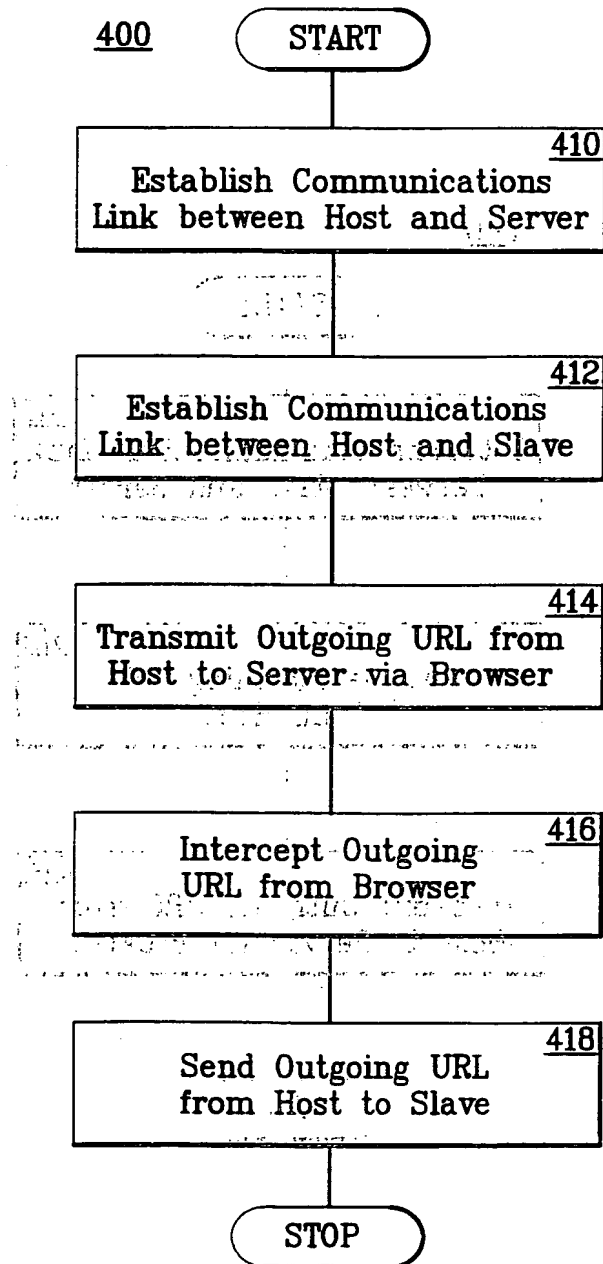 400
START
410
Establish Communications
Link between Host and Server
412
Establish Communications
Link between Host and Slave
414
Transmit Outgoing URL from
Host to Server via Browser
416
Intercept Outgoing
URL from Browser
418
Send Outgoing URL
from Host to Slave
STOP